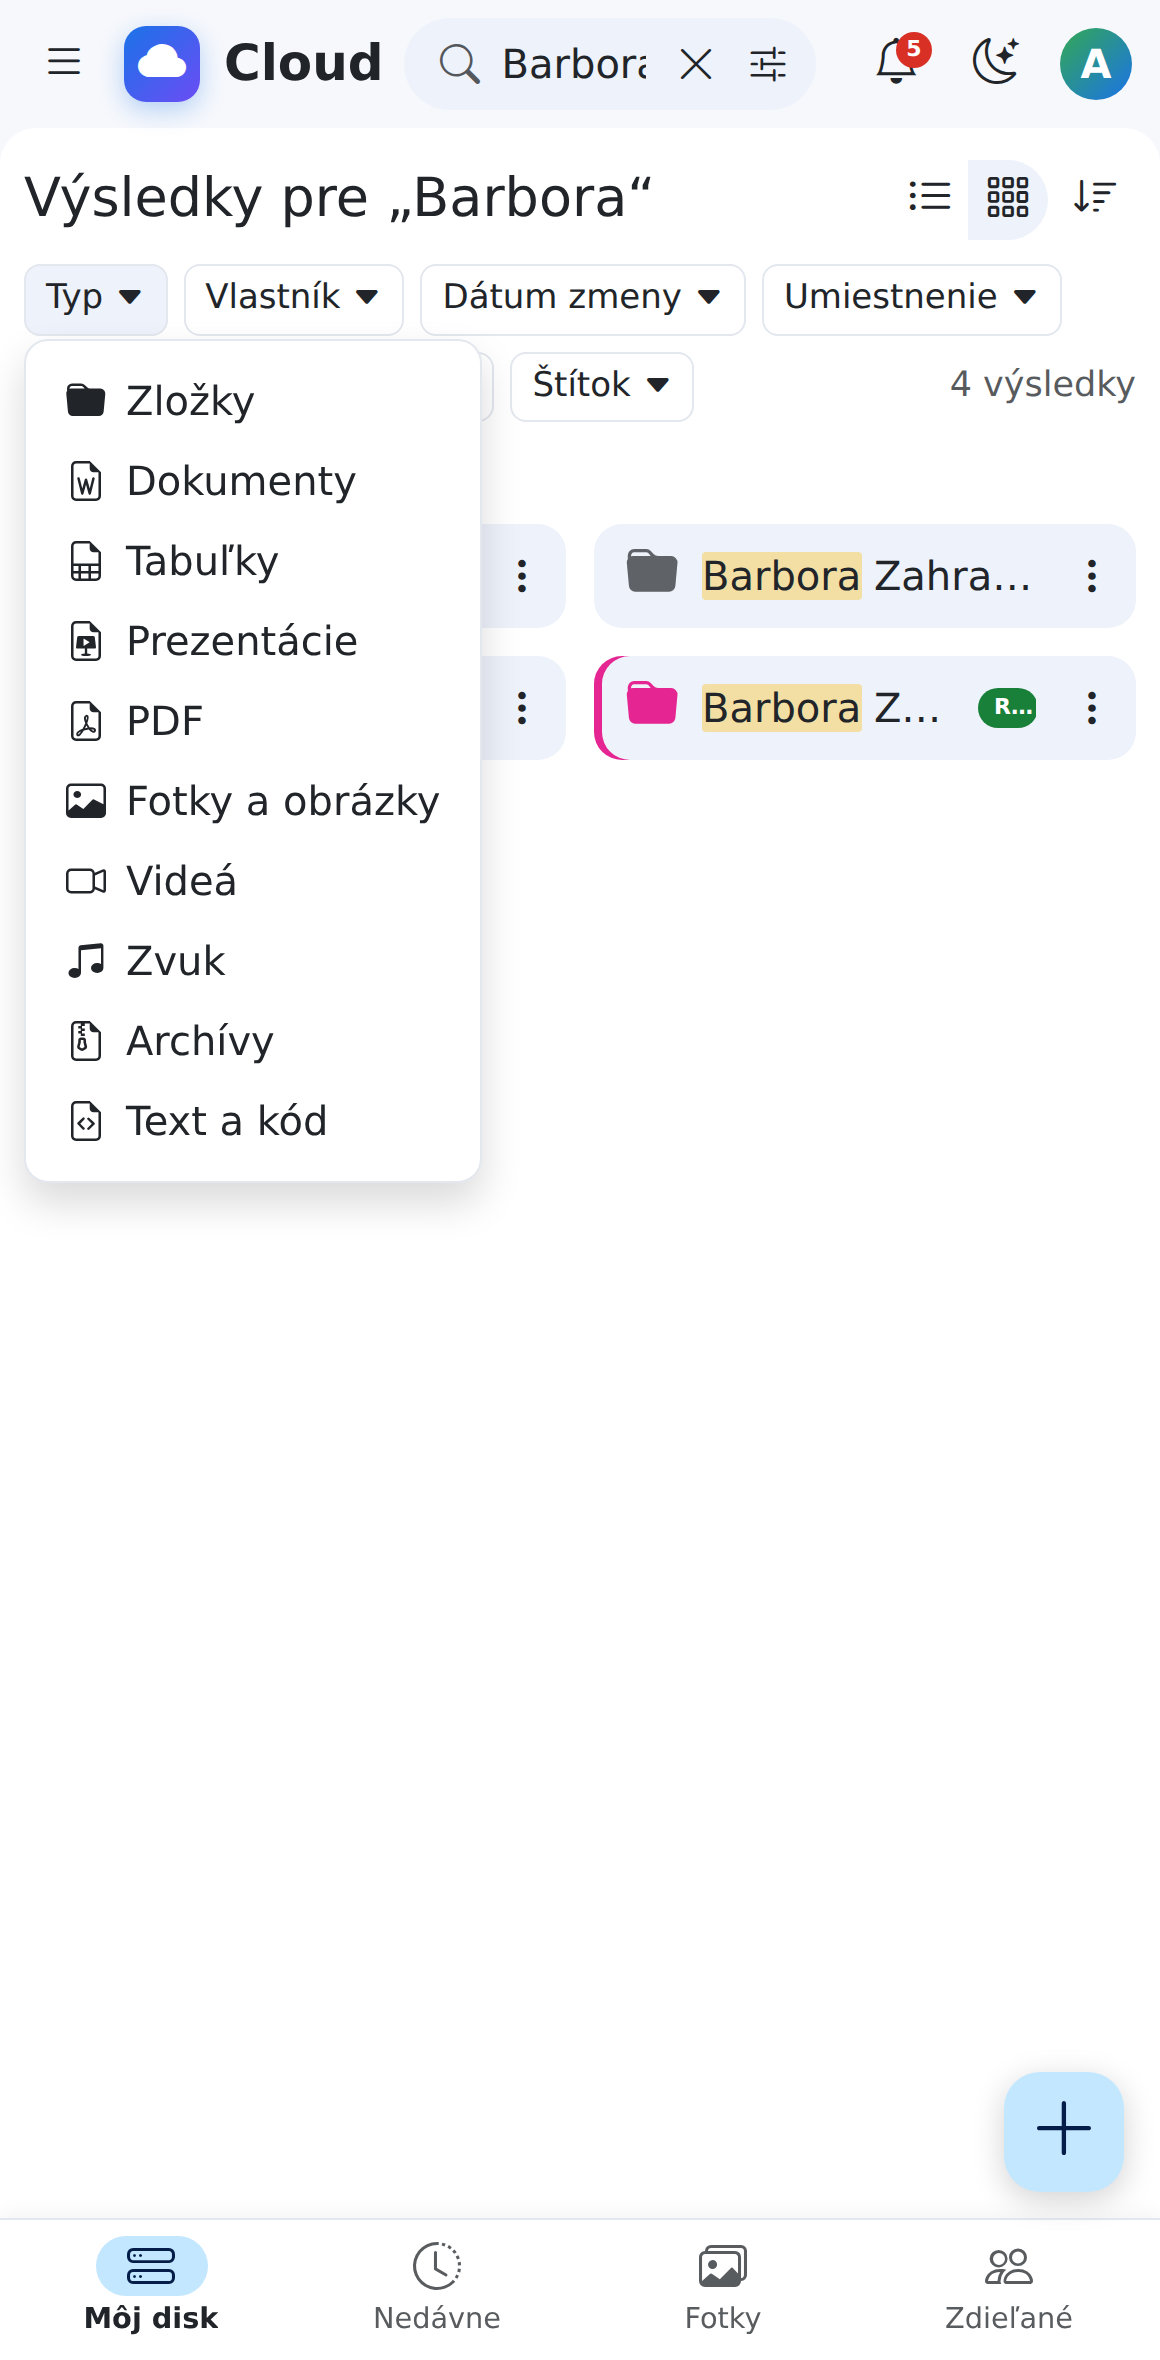 Cloud
Barbora
5
A
Výsledky pre „Barbora“
Typ
Vlastník
Dátum zmeny
Umiestnenie
Štítok
4 výsledky
Zložky
Dokumenty
Tabuľky
Prezentácie
PDF
Fotky a obrázky
Videá
Zvuk
Archívy
Text a kód
Barbora Zahra...
Barbora Z...
R...
Môj disk
Nedávne
Fotky
Zdieľané